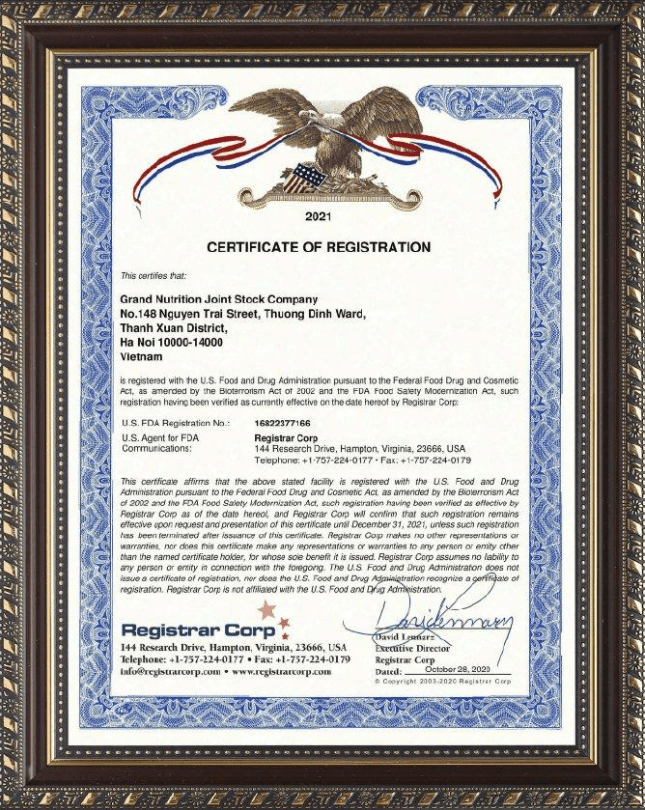 2021
CERTIFICATE OF REGISTRATION
This certifies that:
Grand Nutrition Joint Stock Company
No.148 Nguyen Trai Street, Thuong Dinh Ward,
Thanh Xuan District,
Ha Noi 10000-14000
Vietnam
is registered with the U.S. Food and Drug Administration pursuant to the Federal Food Drug and Cosmetic
Act, as amended by the Bioterrorism Act of 2002 and the FDA Food Safety Modernization Act, such
registration having been verified as currently effective on the date hereof by Registrar Corp:
U.S. FDA Registration No.: 16822377166
U.S. Agent for FDA Registrar Corp
Communications: 144 Research Drive, Hampton, Virginia, 23666, USA
Telephone: +1-757-224-0177 • Fax: +1-757-224-0179
This certificate affirms that the above stated facility is registered with the U.S. Food and Drug
Administration pursuant to the Federal Food Drug and Cosmetic Act, as amended by the Bioterrorism Act
of 2002 and the FDA Food Safety Modernization Act, such registration having been verified as effective by
Registrar Corp as of the date hereof, and Registrar Corp will confirm that such registration remains
effective upon request and presentation of this certificate until December 31, 2021, unless such registration
has been terminated after issuance of this certificate. Registrar Corp makes no other representations or
warranties, nor does this certificate make any representations or warranties to any person or entity other
than the named certificate holder, for whose sole benefit it is issued. Registrar Corp assumes no liability to
any person or entity in connection with the foregoing. The U.S. Food and Drug Administration does not
issue a certificate of registration, nor does the U.S. Food and Drug Administration recognize a certificate of
registration. Registrar Corp is not affiliated with the U.S. Food and Drug Administration.
Registrar Corp
144 Research Drive, Hampton, Virginia, 23666, USA
Telephone: +1-757-224-0177 • Fax: +1-757-224-0179
info@registrarcorp.com • www.registrarcorp.com
David Lennarz
Executive Director
Registrar Corp
Dated: October 28, 2020
© Copyright 2003-2020 Registrar Corp